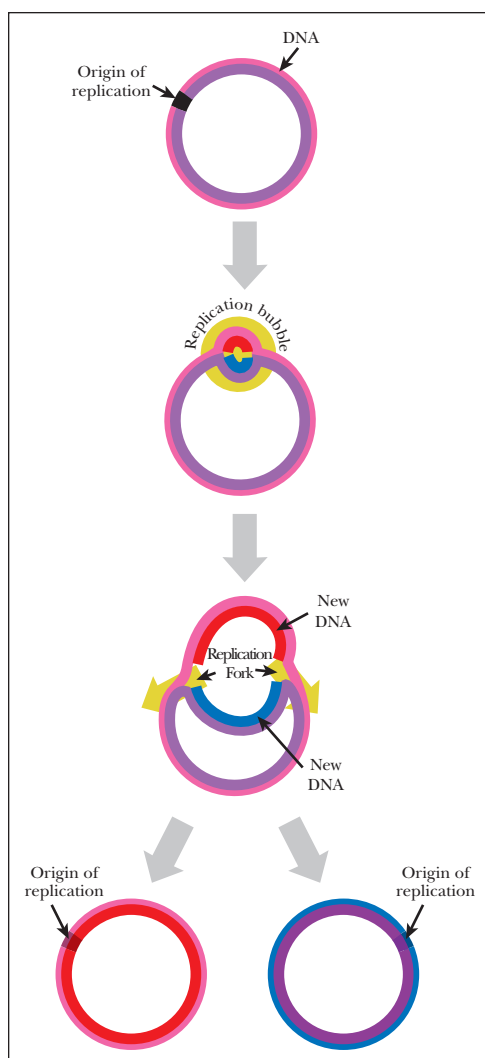 DNA
Origin of
replication
Replication bubble
New
DNA
Replication
Fork
New
DNA
Origin of
replication
Origin of
replication